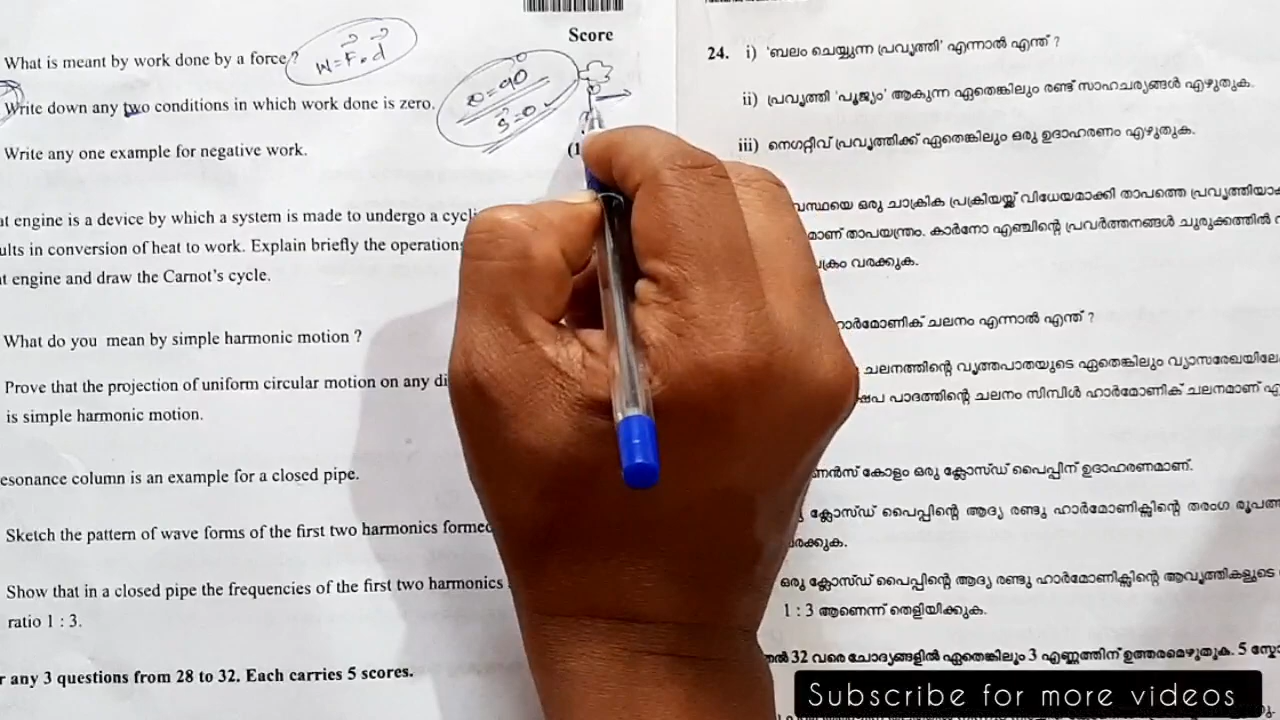 Score
What is meant by work done by a force?
W = F . d
Write down any two conditions in which work done is zero.
θ = 90
S = 0
Write any one example for negative work.
(1
at engine is a device by which a system is made to undergo a cycli
ults in conversion of heat to work. Explain briefly the operation
t engine and draw the Carnot's cycle.
What do you mean by simple harmonic motion ?
Prove that the projection of uniform circular motion on any di
is simple harmonic motion.
esonance column is an example for a closed pipe.
Sketch the pattern of wave forms of the first two harmonics formed
Show that in a closed pipe the frequencies of the first two harmonics
ratio 1 : 3.
r any 3 questions from 28 to 32. Each carries 5 scores.
24. i) 'ബലം ചെയ്യുന്ന പ്രവൃത്തി' എന്നാൽ എന്ത് ?
ii) പ്രവൃത്തി 'പൂജ്യം' ആകുന്ന ഏതെങ്കിലും രണ്ട് സാഹചര്യങ്ങൾ എഴുതുക.
iii) നെഗറ്റീവ് പ്രവൃത്തിക്ക് ഏതെങ്കിലും ഒരു ഉദാഹരണം എഴുതുക.
വസ്ഥയെ ഒരു ചാക്രിക പ്രക്രിയയ്ക്ക് വിധേയമാക്കി താപത്തെ പ്രവൃത്തിയാ
മാണ് താപയന്ത്രം. കാർനോ എഞ്ചിന്റെ പ്രവർത്തനങ്ങൾ ചുരുക്കത്തിൽ
ക്രം വരക്കുക.
ഹാർമോണിക് ചലനം എന്നാൽ എന്ത് ?
ചലനത്തിന്റെ വൃത്തപാതയുടെ ഏതെങ്കിലും വ്യാസരേഖയിലേ
ക്ഷപ പാദത്തിന്റെ ചലനം സിമ്പിൾ ഹാർമോണിക് ചലനമാണ് എ
ണൻസ് കോളം ഒരു ക്ലോസ്ഡ് പൈപ്പിന് ഉദാഹരണമാണ്.
ക്ലോസ്ഡ് പൈപ്പിന്റെ ആദ്യ രണ്ടു ഹാർമോണിക്സിന്റെ തരംഗ രൂപ
വരക്കുക.
ഒരു ക്ലോസ്ഡ് പൈപ്പിന്റെ ആദ്യ രണ്ടു ഹാർമോണിക്സിന്റെ ആവൃത്തികളുടെ
1 : 3 ആണെന്ന് തെളിയിക്കുക.
തൽ 32 വരെ ചോദ്യങ്ങളിൽ ഏതെങ്കിലും 3 എണ്ണത്തിന് ഉത്തരമെഴുതുക. 5 സ്കോ
Subscribe for more videos